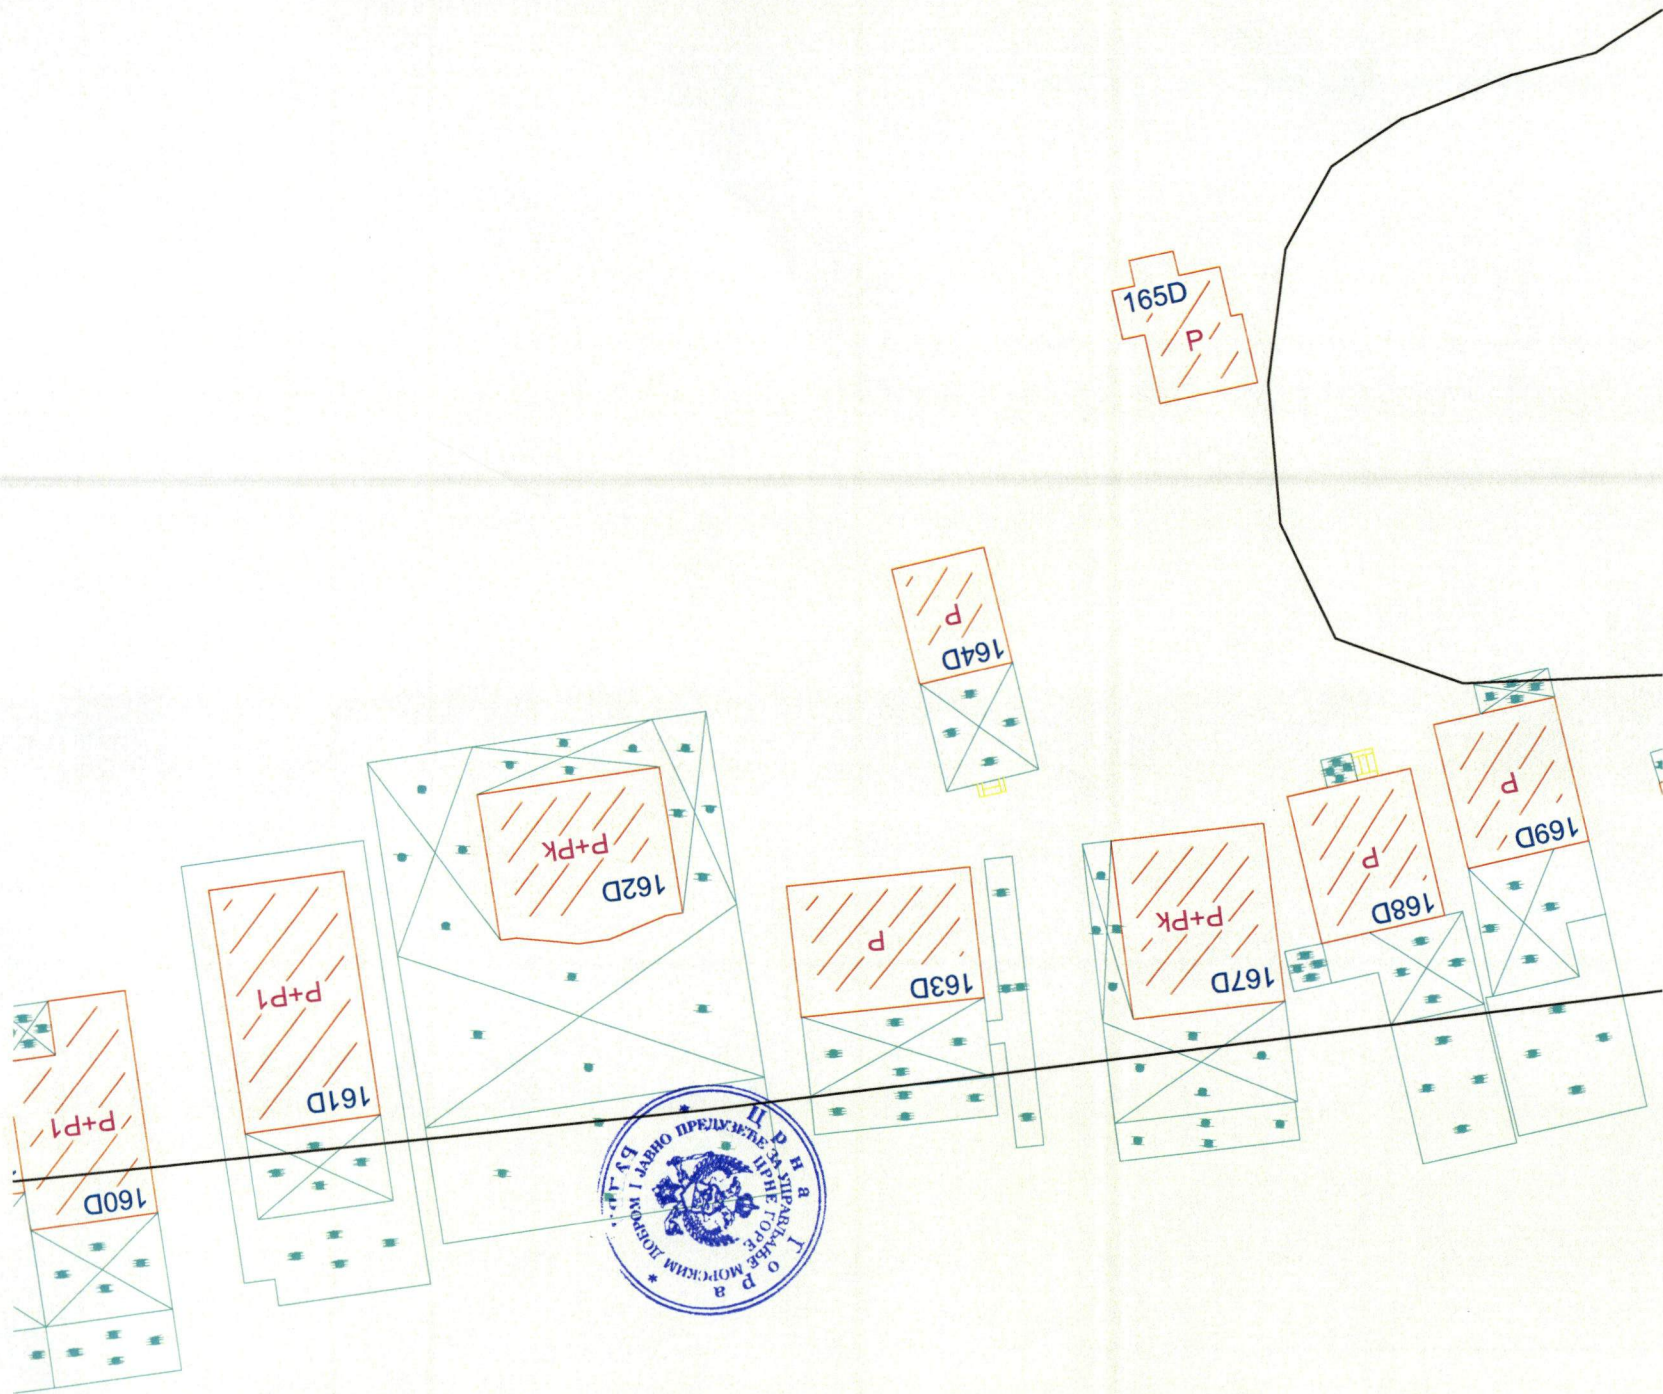 165D
P
P
164D
P+Pk
162D
P
169D
P
168D
P+Pk
167D
P
163D
P+P1
161D
P+P1
160D
Црна Гора
ЈАВНО ПРЕДУЗЕЋЕ ЗА УПРАВЉАЊЕ МОРСКИМ ДОБРОМ
ЦРНЕ ГОРЕ
I